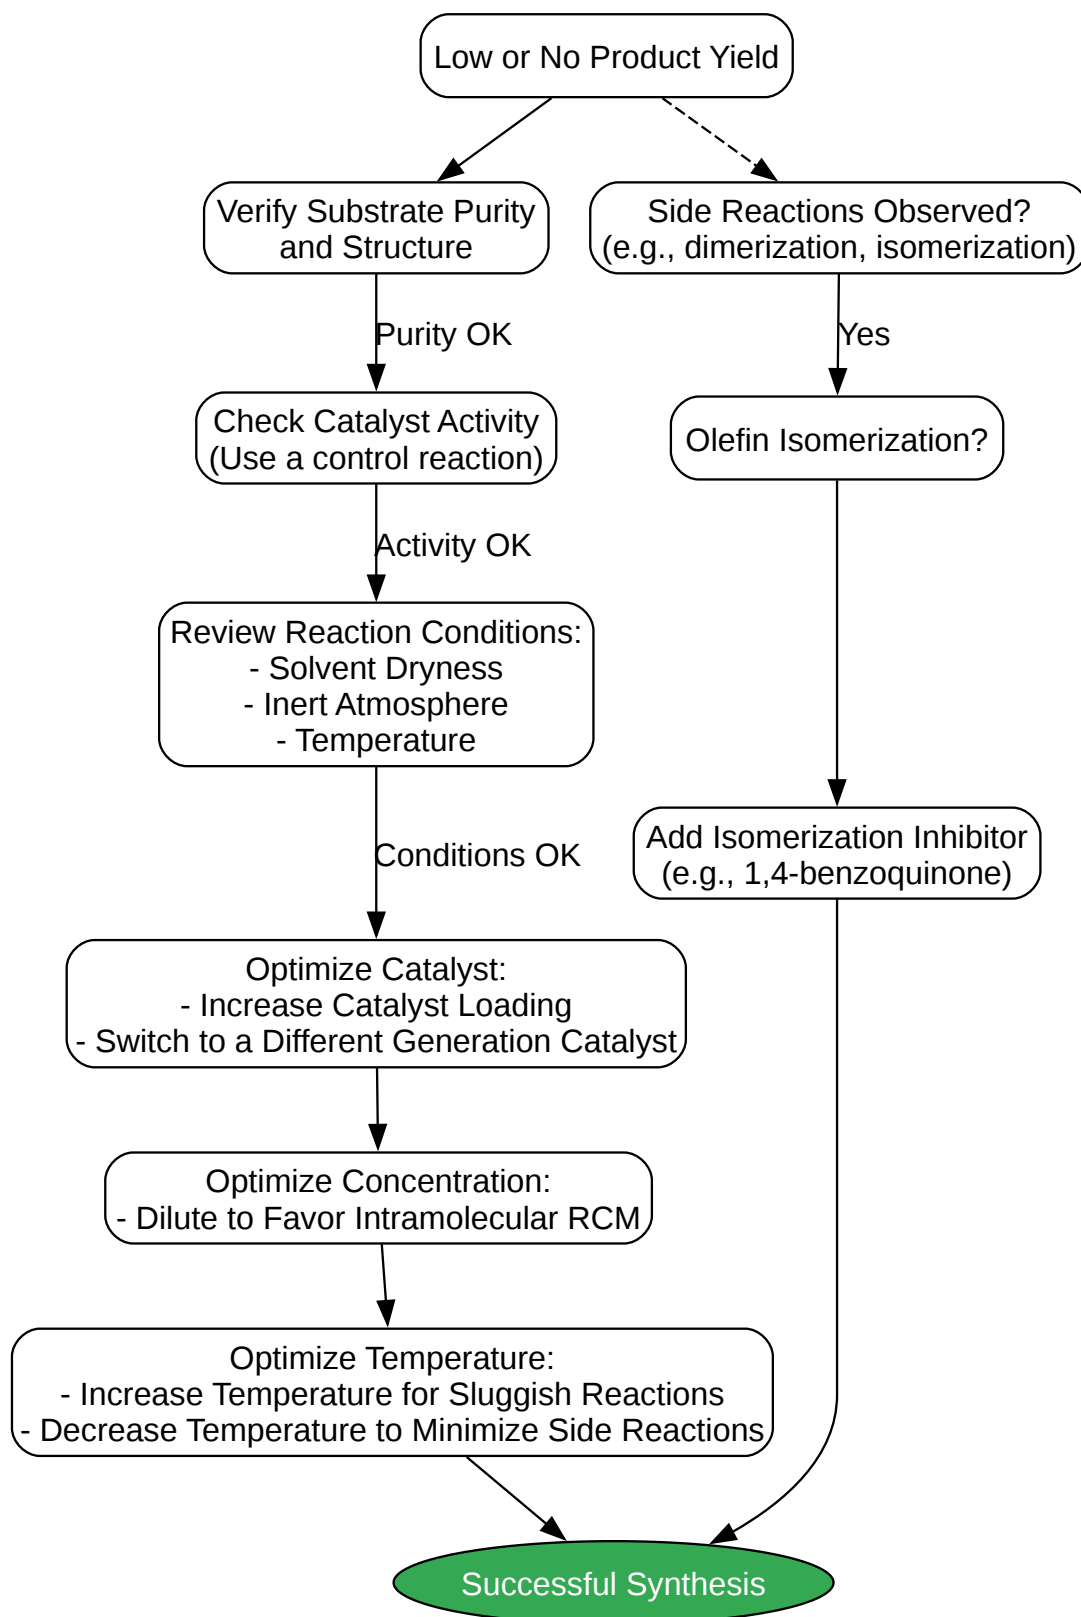 Low or No Product Yield
Verify Substrate Purity
and Structure
Side Reactions Observed?
(e.g., dimerization, isomerization)
Purity OK
Yes
Check Catalyst Activity
(Use a control reaction)
Olefin Isomerization?
Activity OK
Review Reaction Conditions:
- Solvent Dryness
- Inert Atmosphere
- Temperature
Add Isomerization Inhibitor
(e.g., 1,4-benzoquinone)
Conditions OK
Optimize Catalyst:
- Increase Catalyst Loading
- Switch to a Different Generation Catalyst
Optimize Concentration:
- Dilute to Favor Intramolecular RCM
Optimize Temperature:
- Increase Temperature for Sluggish Reactions
- Decrease Temperature to Minimize Side Reactions
Successful Synthesis